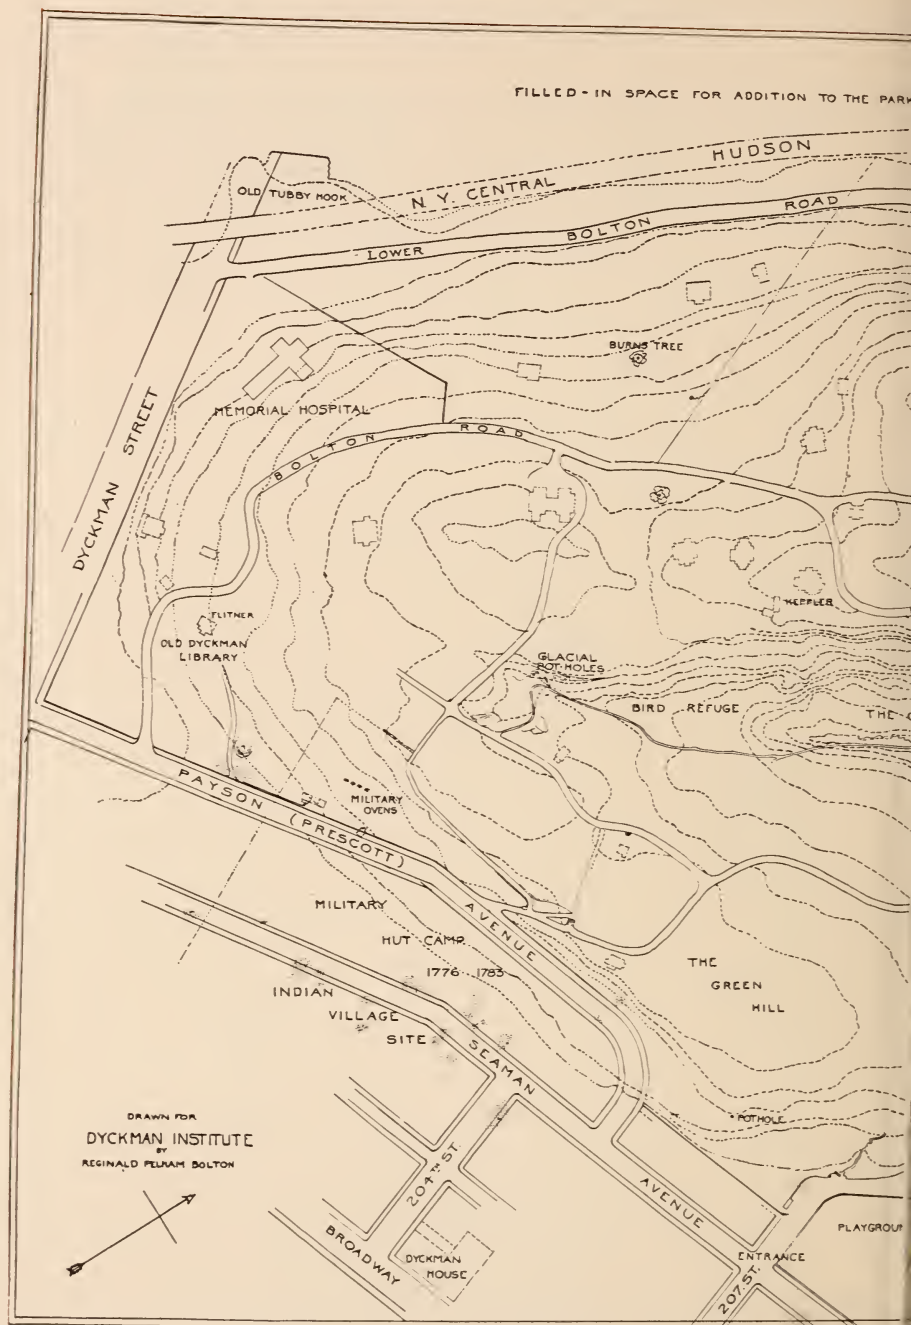 FILLED-IN SPACE FOR ADDITION TO THE PARK
HUDSON
N. Y. CENTRAL
OLD TUBBY HOOK
LOWER BOLTON ROAD
BURNS TREE
MEMORIAL HOSPITAL
BOLTON ROAD
DYCKMAN STREET
FLITNER
OLD DYCKMAN
LIBRARY
KEPPLER
GLACIAL
POT-HOLES
BIRD REFUGE
THE
PAYSON (PRESCOTT) AVENUE
MILITARY
OVENS
MILITARY
HUT CAMP
1776 1783
INDIAN
VILLAGE
SITE
THE
GREEN
HILL
SEAMAN AVENUE
POTHOLE
DRAWN FOR
DYCKMAN INSTITUTE
BY
REGINALD PELHAM BOLTON
204TH ST.
BROADWAY
DYCKMAN
HOUSE
PLAYGROU
ENTRANCE
207. ST.